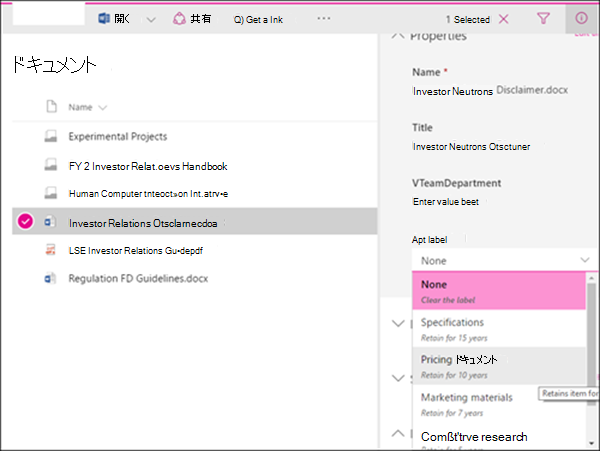 開く 共有 Q) Get a Ink ... 1 Selected
Properties
ドキュメント
Name
Experimental Projects
FY 2 Investor Relat.oevs Handbook
Human Computer tnteoct»on Int.atrv•e
Investor Relations Otsclarnecdoa
LSE Investor Relations Gu•depdf
Regulation FD Guidelines.docx
Name *
Investor Neutrons Disclaimer.docx
Title
Investor Neutrons Otsctuner
VTeamDepartment
Enter value beet
Apt label
None
None
Clear the label
Specifications
Retain for 15 years
Pricing ドキュメント
Retain for 10 years
Retains item for
Marketing materials
Retain for 7 years
Comßt'trve research